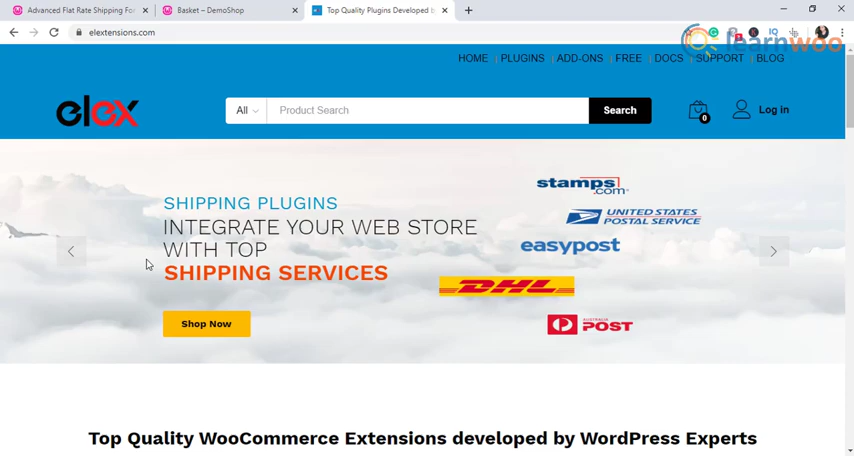 Advanced Flat Rate Shipping For
Basket – DemoShop
Top Quality Plugins Developed b
elextensions.com
learnwoo
HOME | PLUGINS | ADD-ONS | FREE | DOCS | SUPPORT | BLOG
elex
All
Product Search
Search
0
Log in
SHIPPING PLUGINS
INTEGRATE YOUR WEB STORE
WITH TOP
SHIPPING SERVICES
Shop Now
stamps.com
UNITED STATES
POSTAL SERVICE
easypost
DHL
AUSTRALIA
POST
Top Quality WooCommerce Extensions developed by WordPress Experts